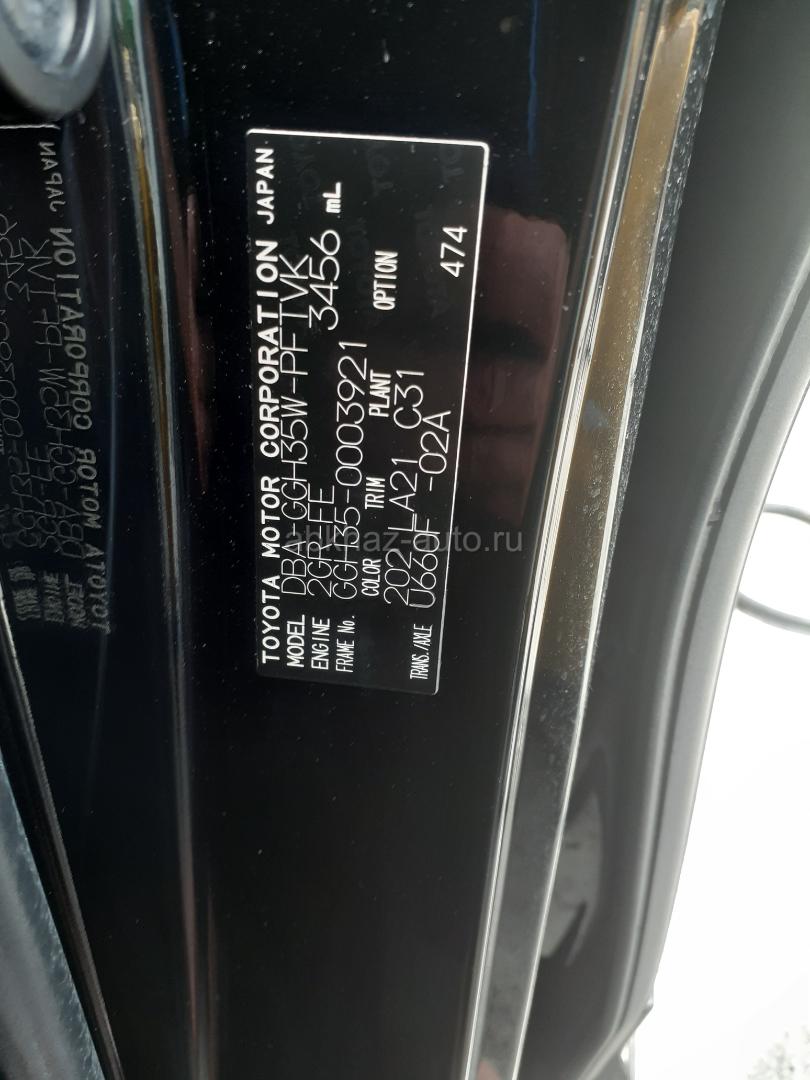 TOYOTA MOTOR CORPORATION JAPAN
MODEL DBA-GGH35W-PFTVK
ENGINE 2GR-FE 3456 mL
FRAME No. GGH35-0003921
COLOR TRIM PLANT OPTION
202 LA21 C31
TRANS./AXLE U660F -02A 474
abkhaz-auto.ru